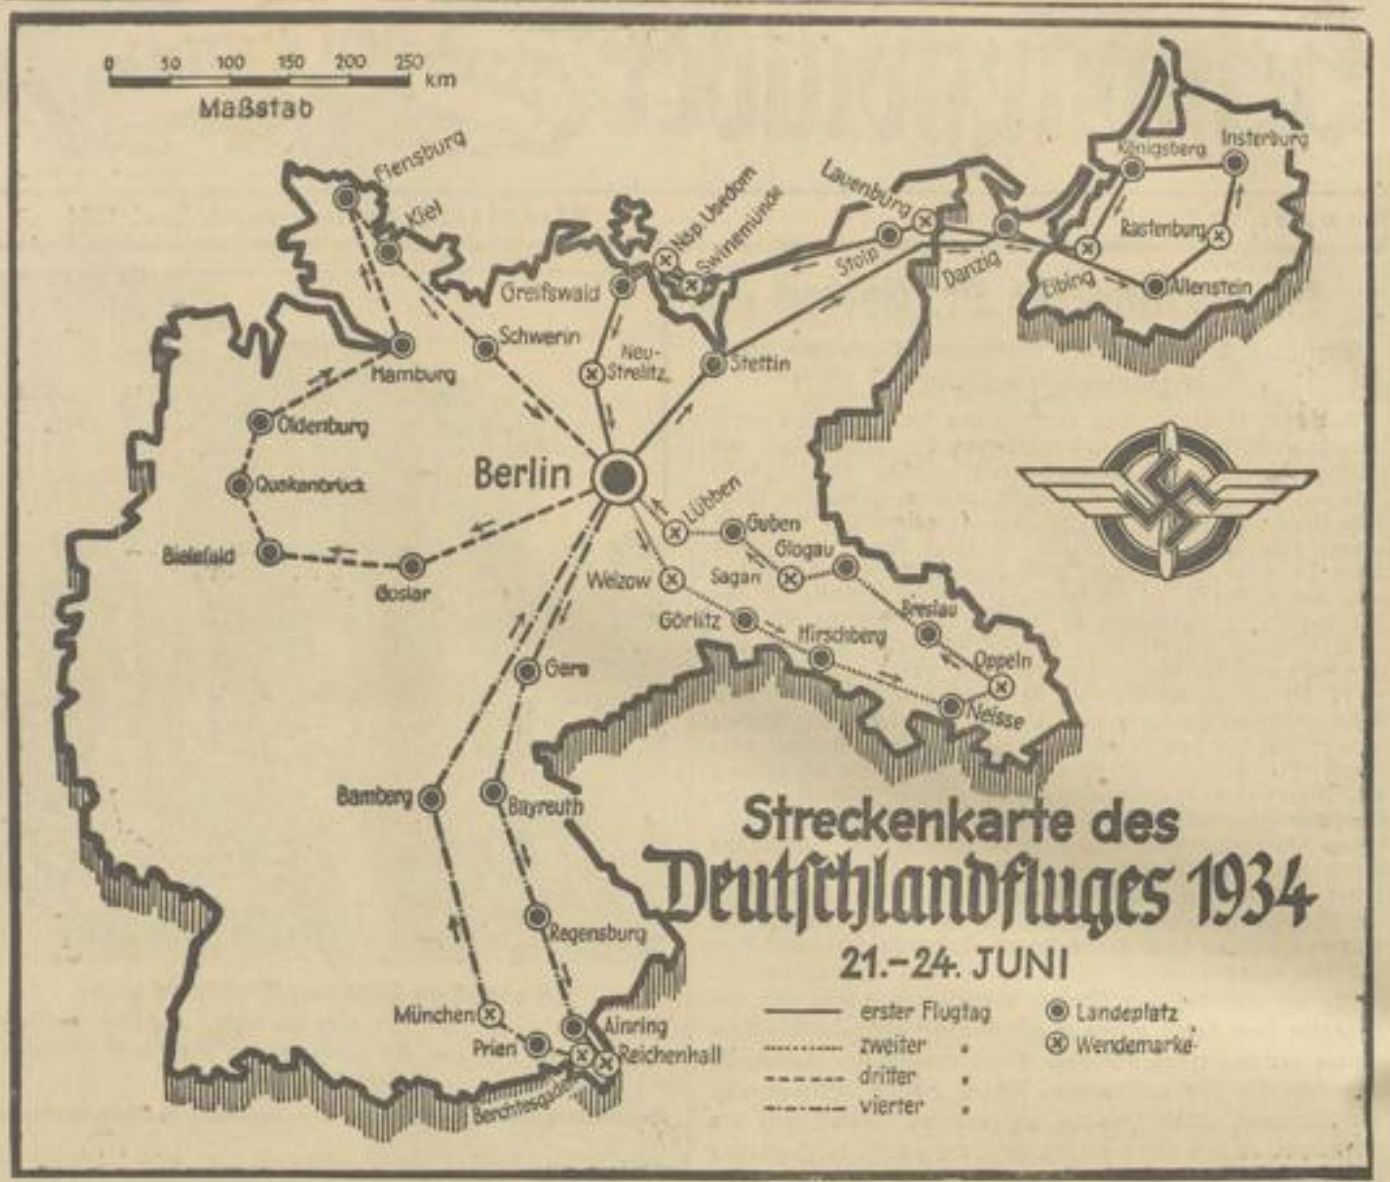 0 50 100 150 200 250 km
Maßstab
Flensburg
Kiel
Hamburg
Schwerin
Oldenburg
Quakenbrück
Bielefeld
Goslar
Berlin
Greifswald
Nsp. Usedom
Swinemünde
Neu-
Strelitz
Stettin
Lauenburg
Stolp
Danzig
Königsberg
Insterburg
Rastenburg
Elbing
Allenstein
Lübben
Guben
Glogau
Sagan
Welzow
Görlitz
Hirschberg
Breslau
Oppeln
Neisse
Gera
Bamberg
Bayreuth
Regensburg
München
Prien
Ainring
Reichenhall
Berchtesgaden
Streckenkarte des
Deutschlandfluges 1934
21.–24. JUNI
erster Flugtag
zweiter "
dritter "
vierter "
Landeplatz
Wendemarke